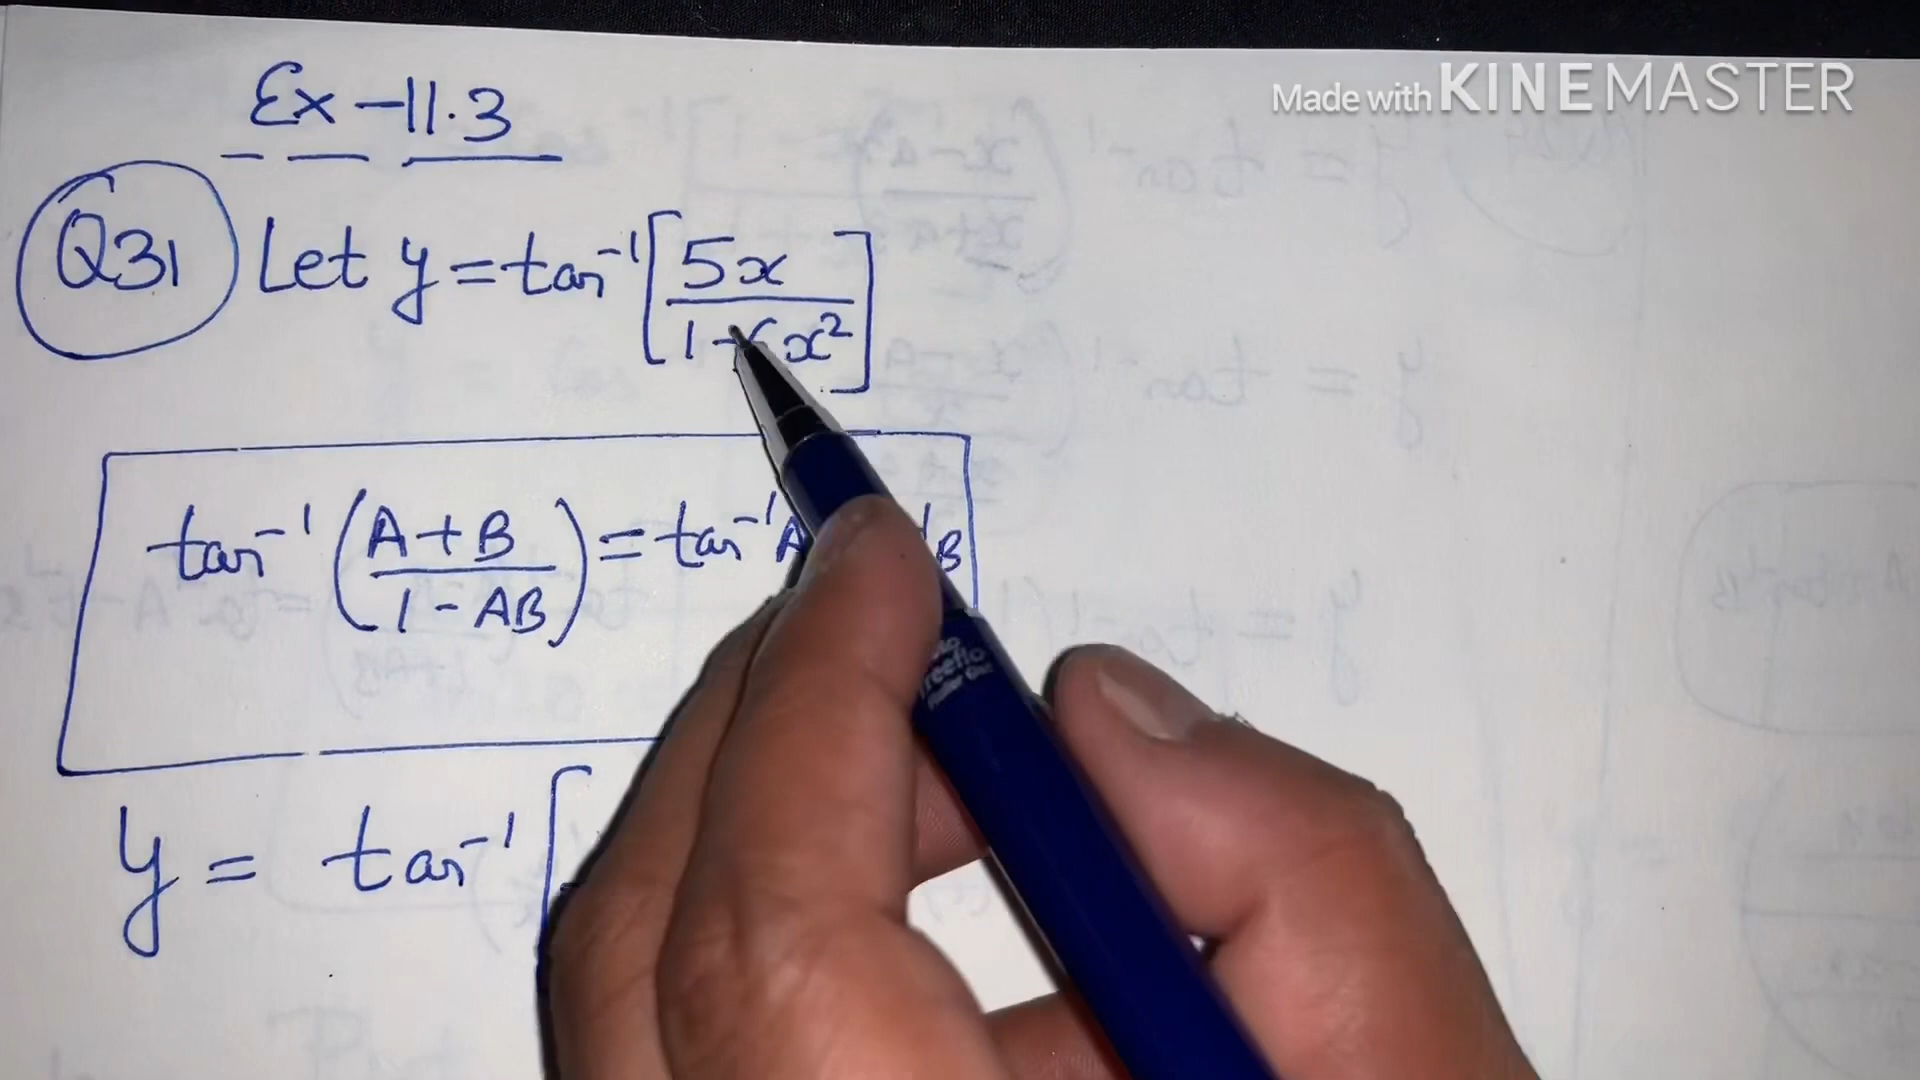 Made with KINEMASTER
Ex - 11.3
Q31 Let y = tan⁻¹ [5x / 1-6x²]
tan⁻¹ (A + B / 1 - AB) = tan⁻¹A B
y = tan⁻¹ [
freeflo